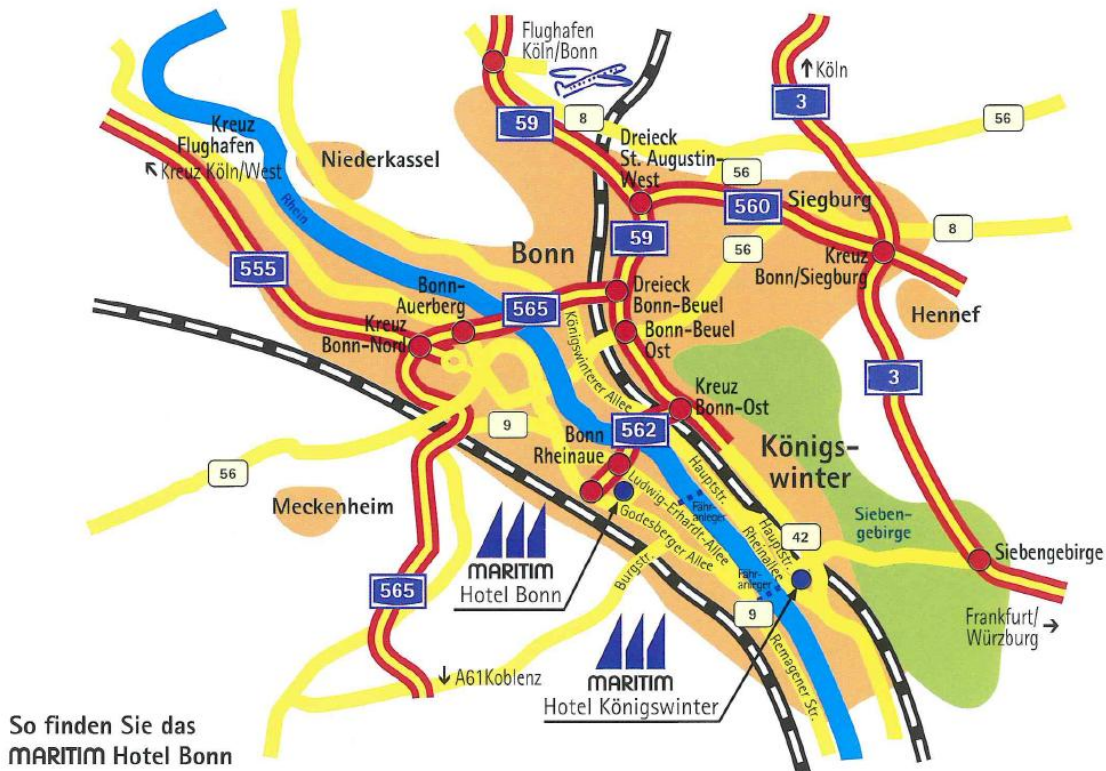 Flughafen
Köln/Bonn
↑ Köln
3
59
8
56
Kreuz
Flughafen
↖ Kreuz Köln/West
Niederkassel
Dreieck
St. Augustin-
West
56
560
Siegburg
8
Rhein
59
56
Bonn
555
Bonn-
Auerberg
565
Dreieck
Bonn-Beuel
Kreuz
Bonn/Siegburg
Hennef
Kreuz
Bonn-Nord
Königswinterer Allee
Bonn-Beuel
Ost
3
Kreuz
Bonn-Ost
9
562
Bonn
Rheinaue
Königs-
winter
56
Meckenheim
Hauptstr.
Ludwig-Erhardt-Allee
Fähr-
anleger
Godesberger Allee
Sieben-
gebirge
Hauptstr.
Rheinallee
42
Siebengebirge
Burgstr.
MARITIM
Hotel Bonn
565
Fähr-
anleger
9
Frankfurt/
Würzburg →
Remagener Str.
↓ A61Koblenz
MARITIM
Hotel Königswinter
So finden Sie das
MARITIM Hotel Bonn